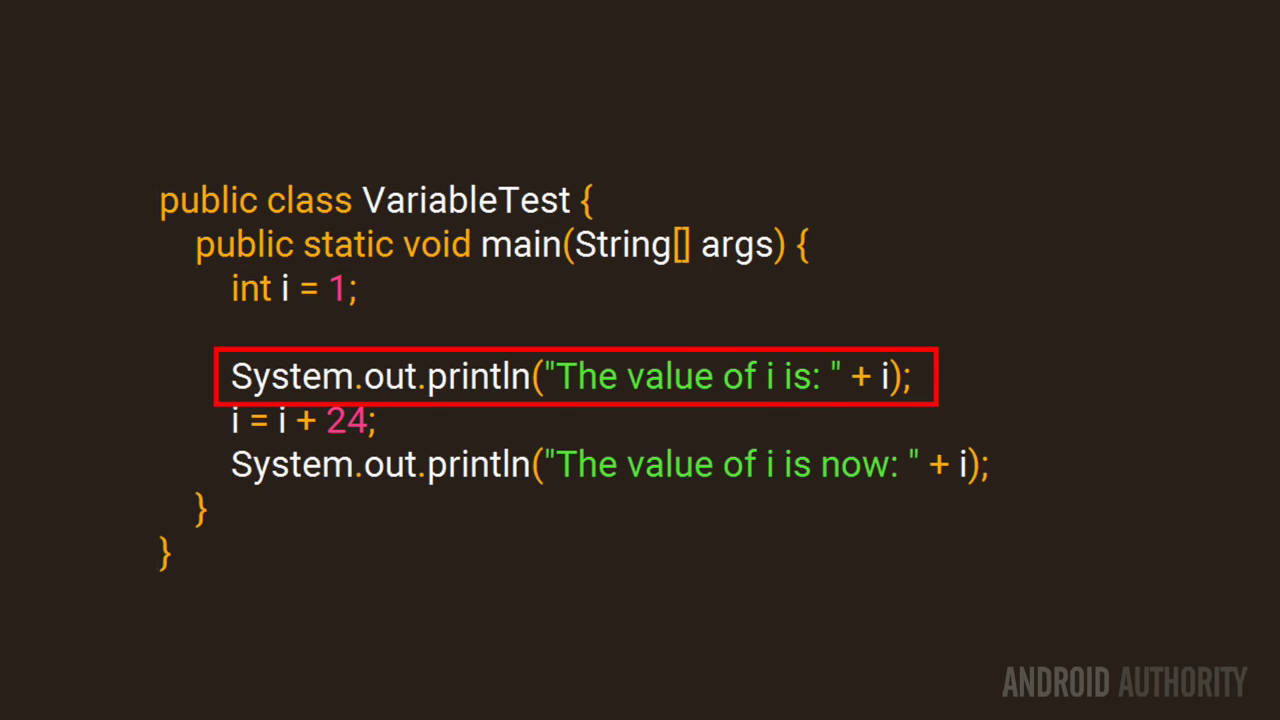 public class VariableTest {
public static void main(String[] args) {
int i = 1;
System.out.println("The value of i is: " + i);
i = i + 24;
System.out.println("The value of i is now: " + i);
}
}
ANDROID AUTHORITY